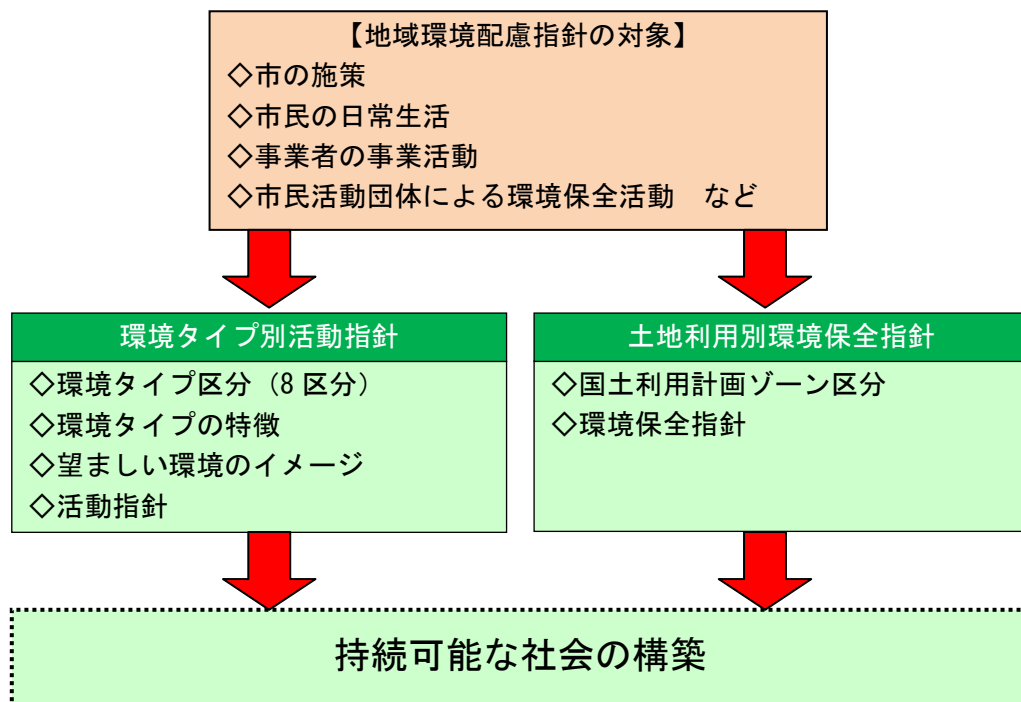 【地域環境配慮指針の対象】
◇市の施策
◇市民の日常生活
◇事業者の事業活動
◇市民活動団体による環境保全活動　など
環境タイプ別活動指針
◇環境タイプ区分（8 区分）
◇環境タイプの特徴
◇望ましい環境のイメージ
◇活動指針
土地利用別環境保全指針
◇国土利用計画ゾーン区分
◇環境保全指針
持続可能な社会の構築